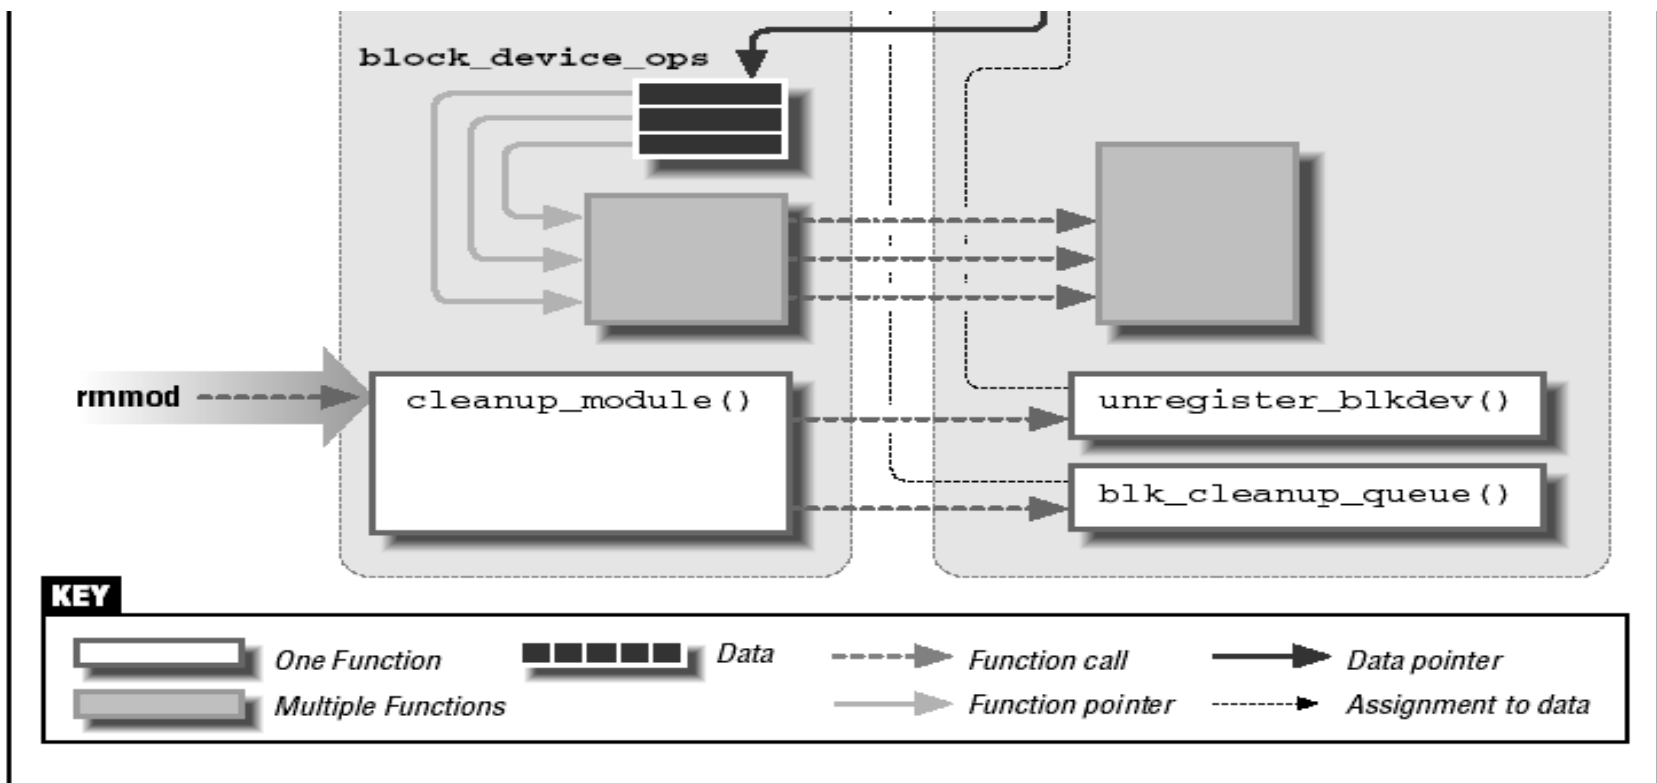 block_device_ops
rmmod
cleanup_module()
unregister_blkdev()
blk_cleanup_queue()
KEY
One Function
Data
Function call
Data pointer
Multiple Functions
Function pointer
Assignment to data